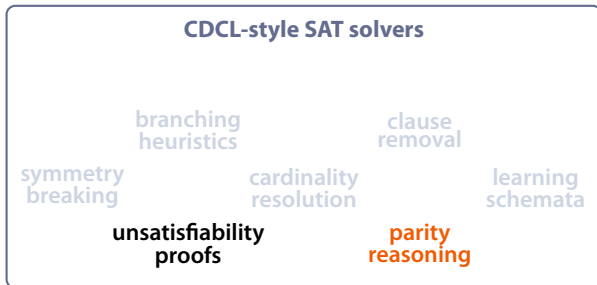 CDCL-style SAT solvers
branching
heuristics
clause
removal
symmetry
breaking
cardinality
resolution
learning
schemata
unsatisfiability
proofs
parity
reasoning